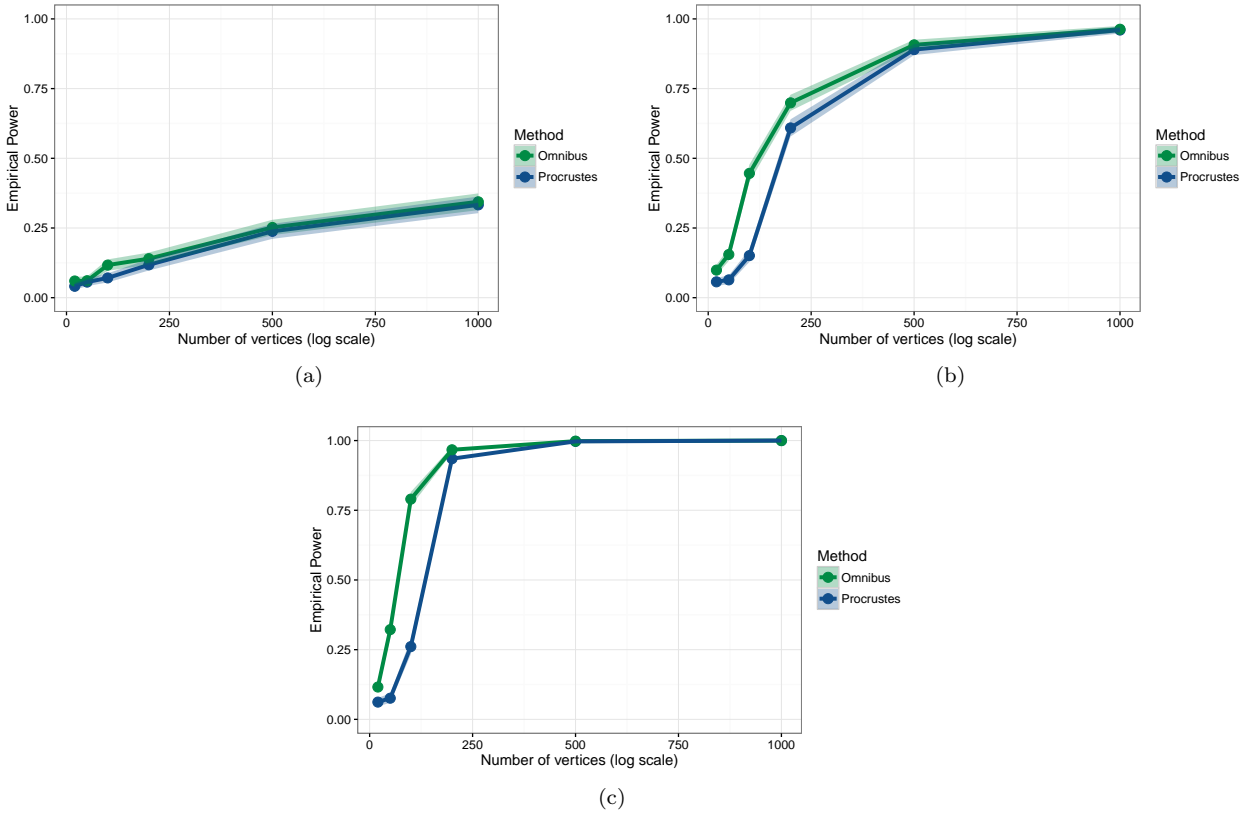 1.00
0.75
0.50
0.25
0.00
Empirical Power
0
250
500
750
1000
Number of vertices (log scale)
Method
Omnibus
Procrustes
(a)
1.00
0.75
0.50
0.25
0.00
Empirical Power
0
250
500
750
1000
Number of vertices (log scale)
Method
Omnibus
Procrustes
(b)
1.00
0.75
0.50
0.25
0.00
Empirical Power
0
250
500
750
1000
Number of vertices (log scale)
Method
Omnibus
Procrustes
(c)